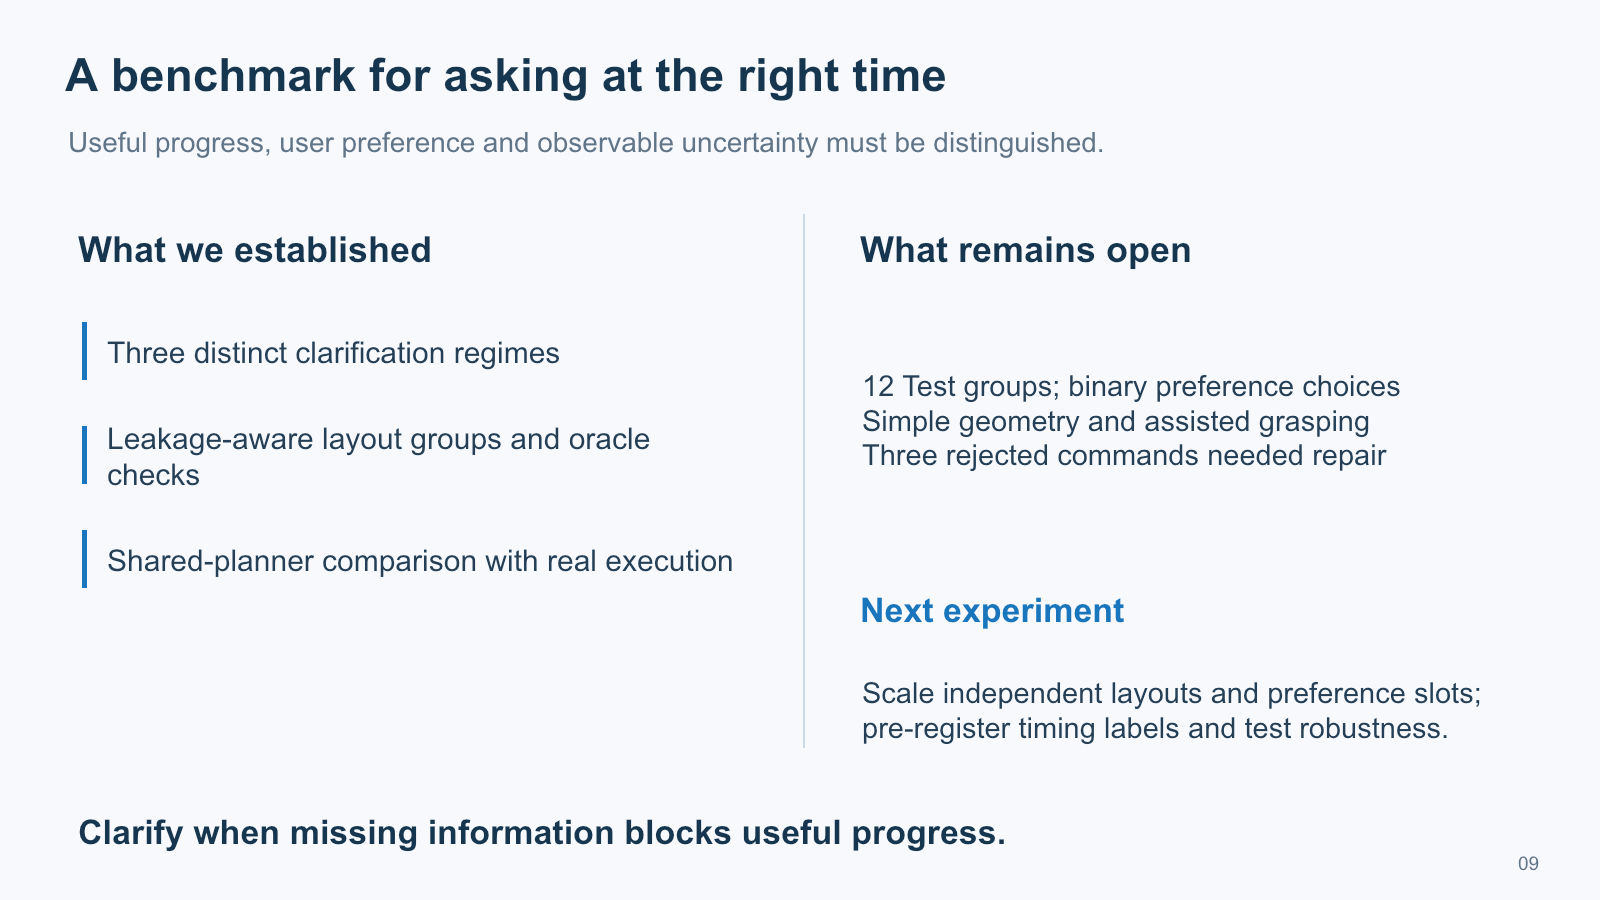 A benchmark for asking at the right time
Useful progress, user preference and observable uncertainty must be distinguished.
What we established
Three distinct clarification regimes
Leakage-aware layout groups and oracle
checks
Shared-planner comparison with real execution
What remains open
12 Test groups; binary preference choices
Simple geometry and assisted grasping
Three rejected commands needed repair
Next experiment
Scale independent layouts and preference slots;
pre-register timing labels and test robustness.
Clarify when missing information blocks useful progress.
09